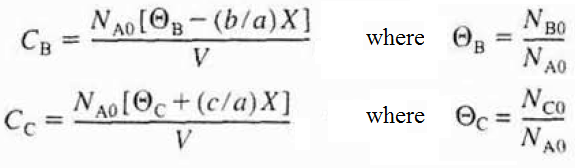 C_B = N_A0[Θ_B − (b/a)X] / V where Θ_B = N_B0 / N_A0
C_C = N_A0[Θ_C + (c/a)X] / V where Θ_C = N_C0 / N_A0